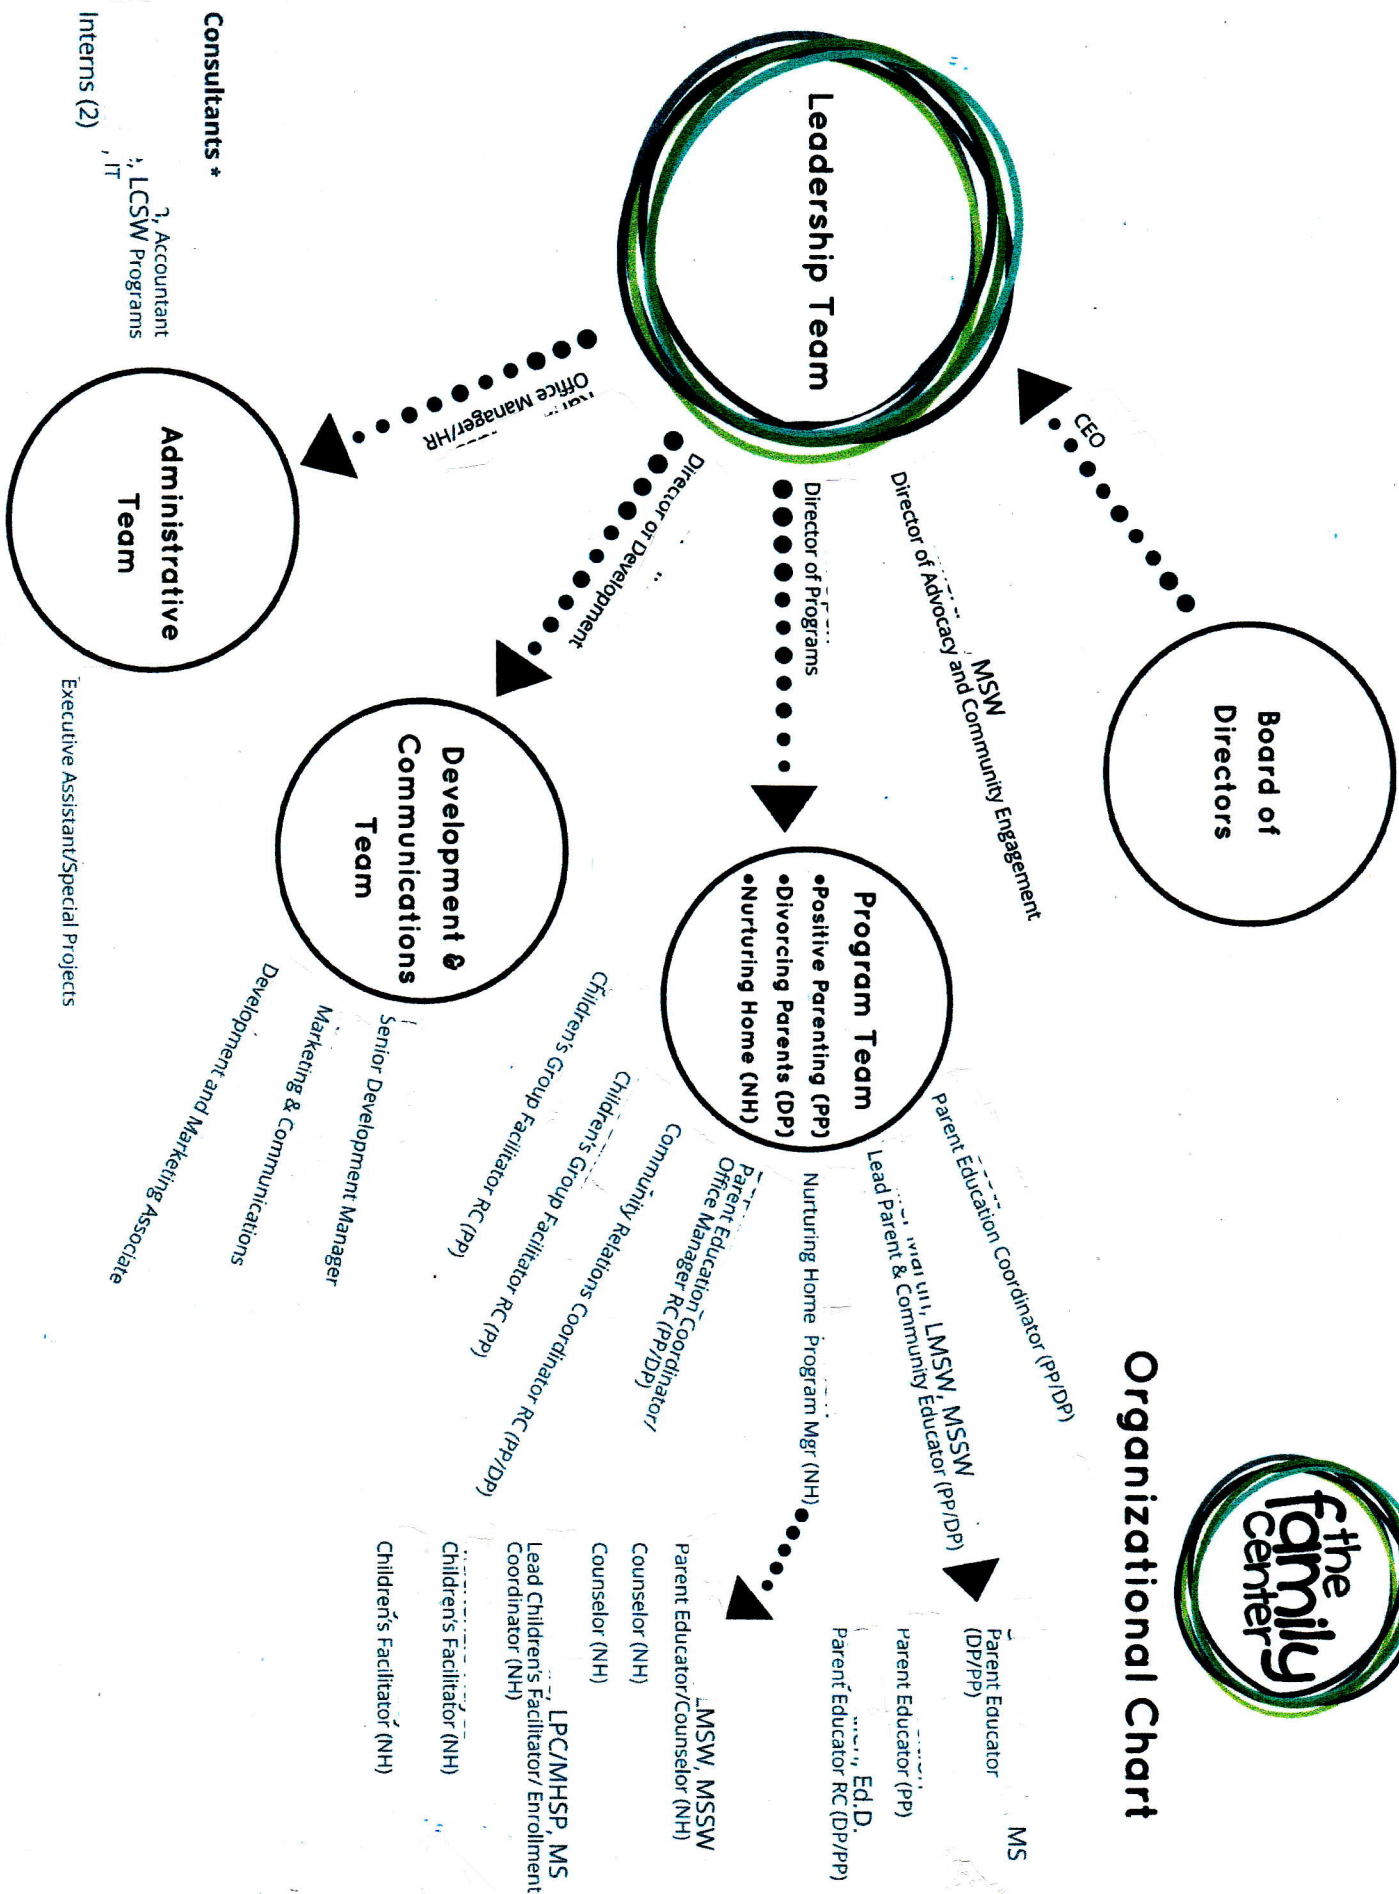 the
family
center
Organizational Chart
Board of
Directors
CEO
Leadership Team
MSW
Director of Advocacy and Community Engagement
Director of Programs
Director of Development
Office Manager/HR
Program Team
•Positive Parenting (PP)
•Divorcing Parents (DP)
•Nurturing Home (NH)
Parent Education Coordinator (PP/DP)
LMSW, MSSW
Lead Parent & Community Educator (PP/DP)
Nurturing Home Program Mgr (NH)
Parent Education Coordinator/
Office Manager RC (PP/DP)
Community Relations Coordinator RC (PP/DP)
Children's Group Facilitator RC (PP)
Children's Group Facilitator RC (PP)
MS
Parent Educator
(DP/PP)
Parent Educator (PP)
Ed.D.
Parent Educator RC (DP/PP)
LMSW, MSSW
Parent Educator/Counselor (NH)
Counselor (NH)
Counselor (NH)
LPC/MHSP, MS
Lead Children's Facilitator/ Enrollment
Coordinator (NH)
Children's Facilitator (NH)
Children's Facilitator (NH)
Development &
Communications
Team
Senior Development Manager
Marketing & Communications
Development and Marketing Associate
Administrative
Team
Executive Assistant/Special Projects
Consultants *
, Accountant
, LCSW Programs
, IT
Interns (2)